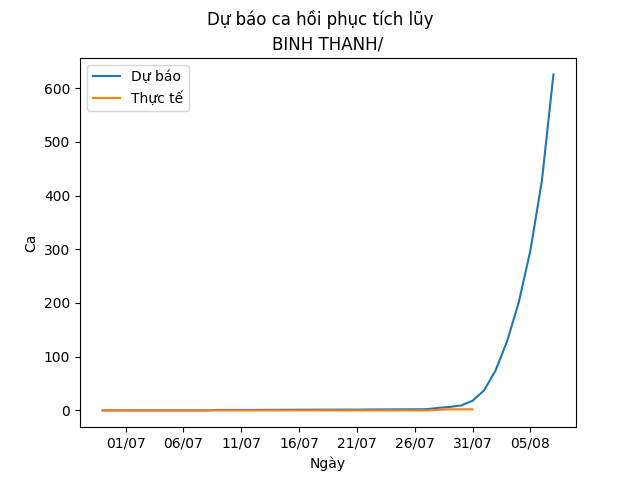 Dự báo ca hồi phục tích lũy
BINH THANH/
Dự báo
Thực tế
Ca
600
500
400
300
200
100
0
01/07 06/07 11/07 16/07 21/07 26/07 31/07 05/08
Ngày